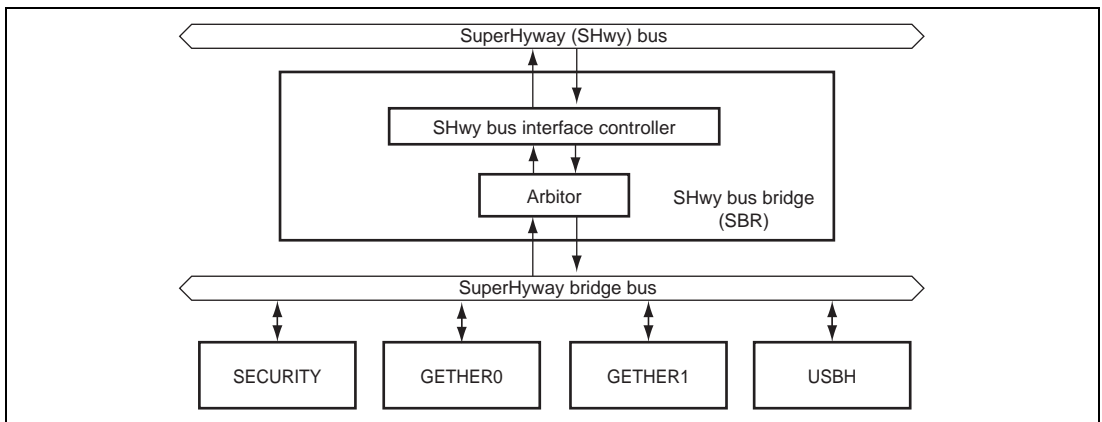 SuperHyway (SHwy) bus
SHwy bus interface controller
Arbitor
SHwy bus bridge
(SBR)
SuperHyway bridge bus
SECURITY
GETHER0
GETHER1
USBH